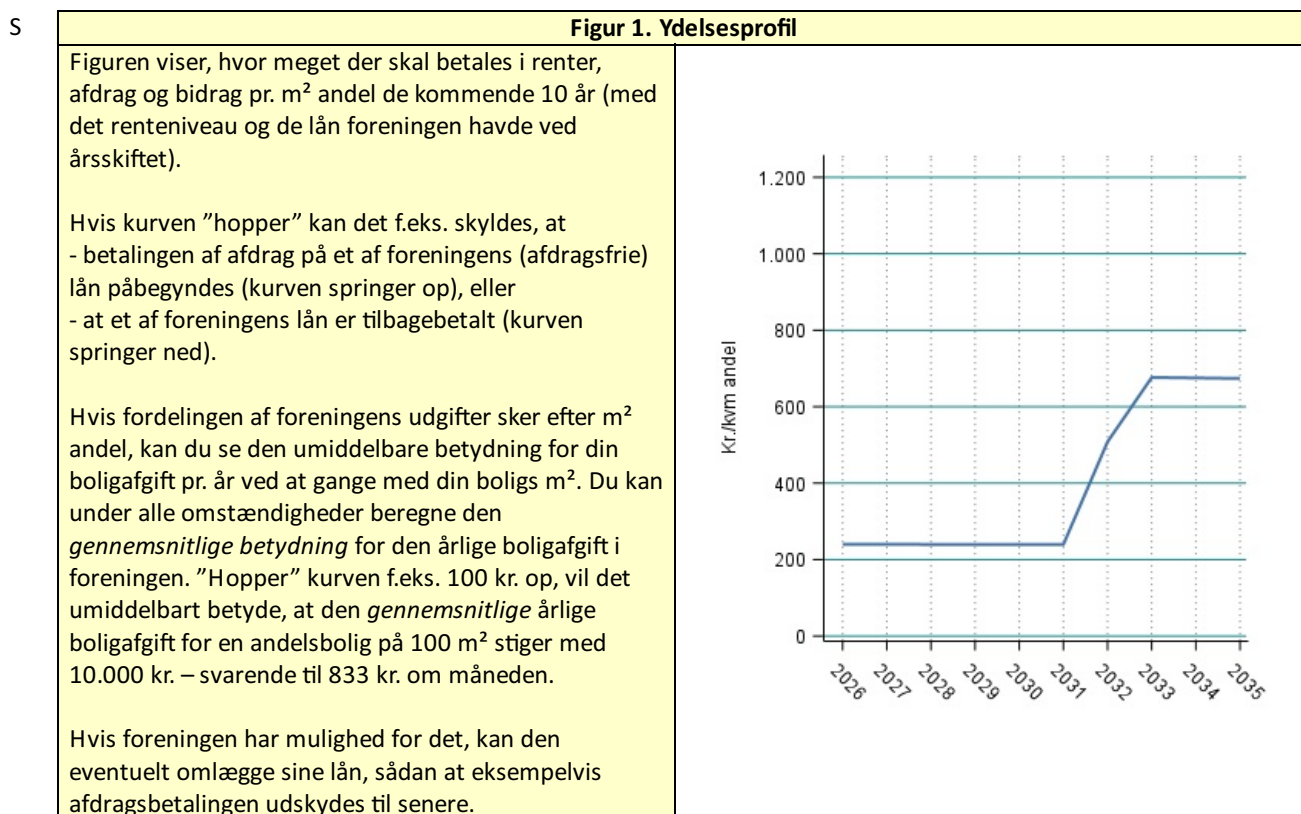 S
Figur 1. Ydelsesprofil
Figuren viser, hvor meget der skal betales i renter,
afdrag og bidrag pr. m² andel de kommende 10 år (med
det renteniveau og de lån foreningen havde ved
årsskiftet).
Hvis kurven ”hopper” kan det f.eks. skyldes, at
- betalingen af afdrag på et af foreningens (afdragsfrie)
lån påbegyndes (kurven springer op), eller
- at et af foreningens lån er tilbagebetalt (kurven
springer ned).
Hvis fordelingen af foreningens udgifter sker efter m²
andel, kan du se den umiddelbare betydning for din
boligafgift pr. år ved at gange med din boligs m². Du kan
under alle omstændigheder beregne den
gennemsnitlige betydning for den årlige boligafgift i
foreningen. ”Hopper” kurven f.eks. 100 kr. op, vil det
umiddelbart betyde, at den gennemsnitlige årlige
boligafgift for en andelsbolig på 100 m² stiger med
10.000 kr. – svarende til 833 kr. om måneden.
Hvis foreningen har mulighed for det, kan den
eventuelt omlægge sine lån, sådan at eksempelvis
afdragsbetalingen udskydes til senere.
Kr./kvm andel
1.200
1.000
800
600
400
200
0
2026
2027
2028
2029
2030
2031
2032
2033
2034
2035